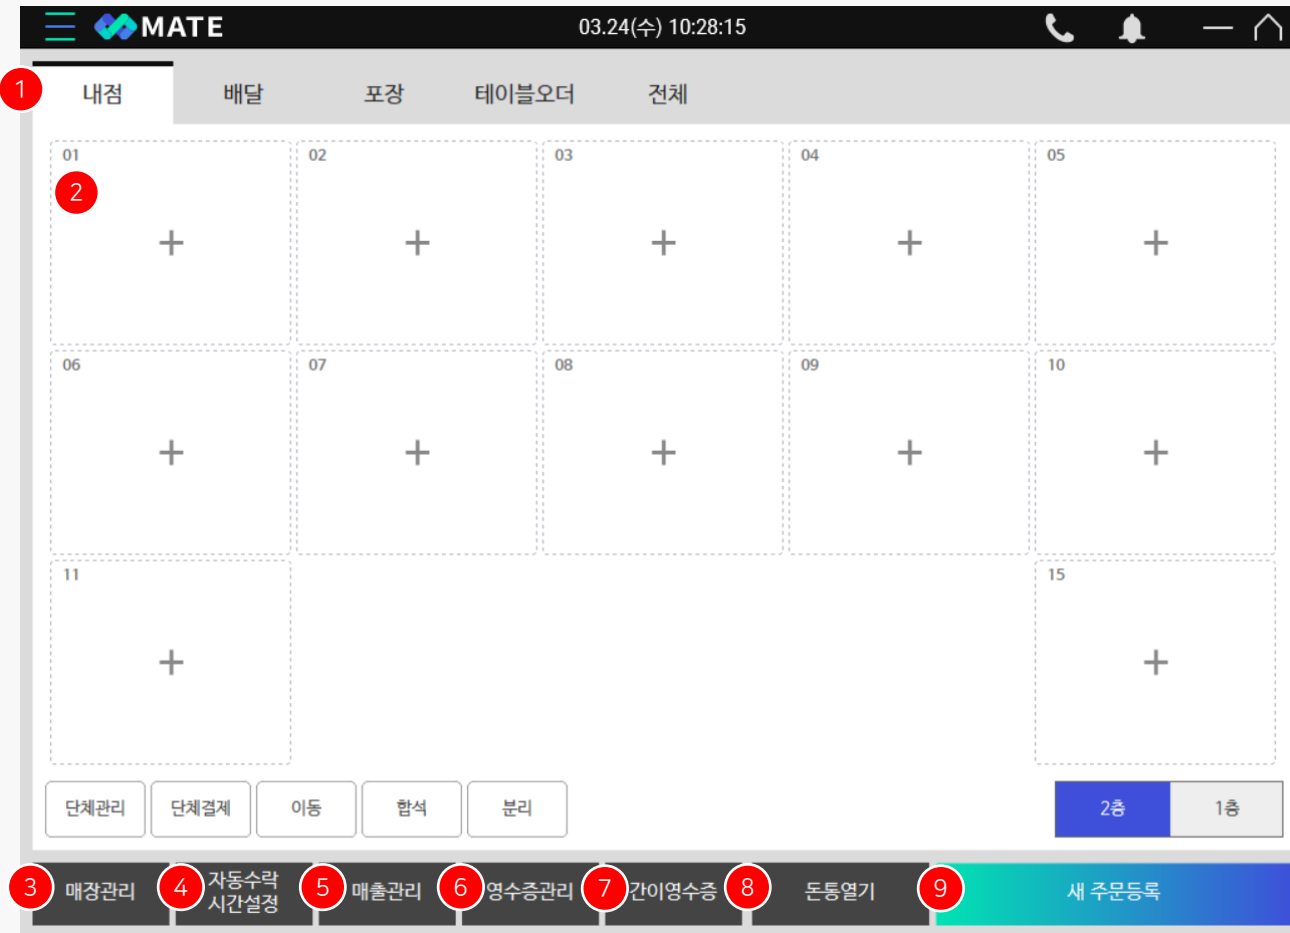 MATE
03.24(수) 10:28:15
1
내점
배달
포장
테이블오더
전체
01
02
03
04
05
2
06
07
08
09
10
11
15
단체관리
단체결제
이동
합석
분리
2층
1층
3
매장관리
4
자동수락
시간설정
5
매출관리
6
영수증관리
7
간이영수증
8
돈통열기
9
새 주문등록